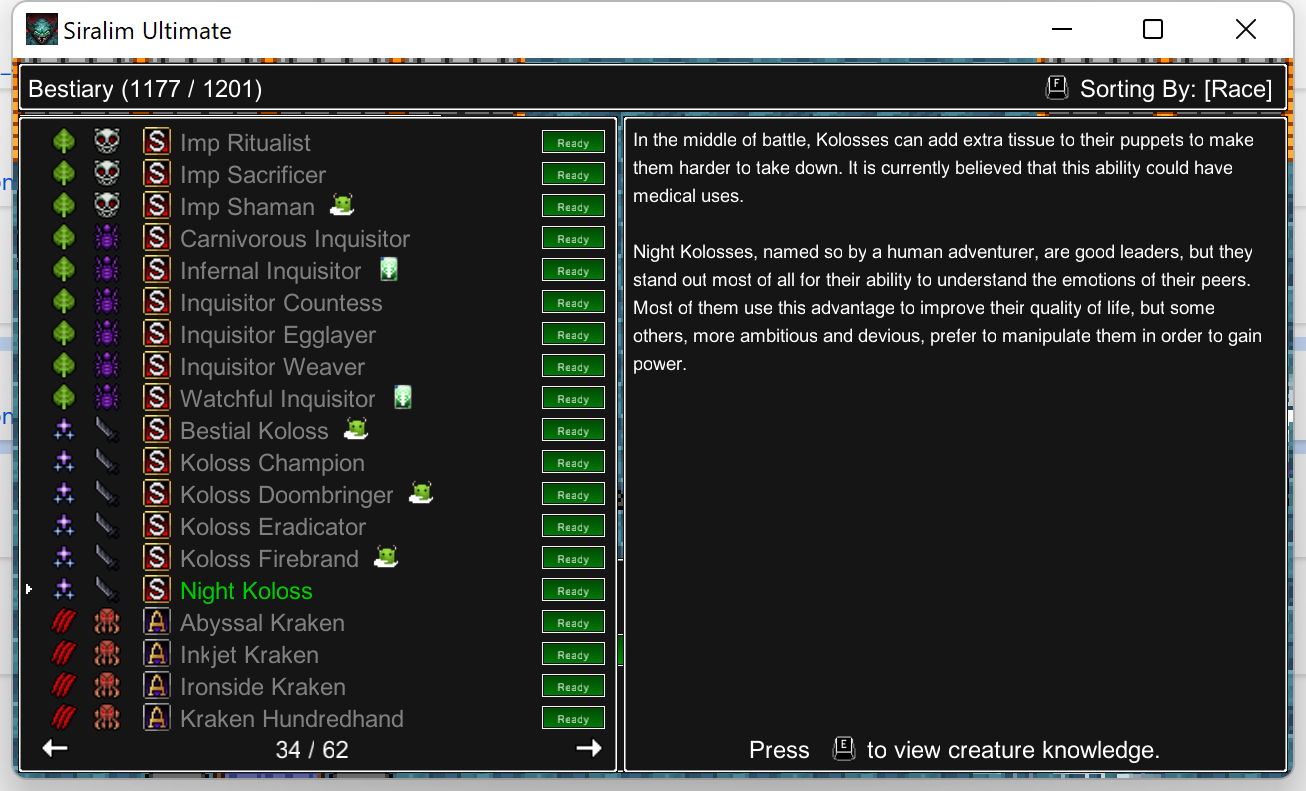 Siralim Ultimate
Bestiary (1177 / 1201)
F Sorting By: [Race]
S Imp Ritualist Ready
S Imp Sacrificer Ready
S Imp Shaman Ready
S Carnivorous Inquisitor Ready
S Infernal Inquisitor Ready
S Inquisitor Countess Ready
S Inquisitor Egglayer Ready
S Inquisitor Weaver Ready
S Watchful Inquisitor Ready
S Bestial Koloss Ready
S Koloss Champion Ready
S Koloss Doombringer Ready
S Koloss Eradicator Ready
S Koloss Firebrand Ready
S Night Koloss Ready
A Abyssal Kraken Ready
A Inkjet Kraken Ready
A Ironside Kraken Ready
A Kraken Hundredhand Ready
34 / 62
In the middle of battle, Kolosses can add extra tissue to their puppets to make
them harder to take down. It is currently believed that this ability could have
medical uses.
Night Kolosses, named so by a human adventurer, are good leaders, but they
stand out most of all for their ability to understand the emotions of their peers.
Most of them use this advantage to improve their quality of life, but some
others, more ambitious and devious, prefer to manipulate them in order to gain
power.
Press E to view creature knowledge.